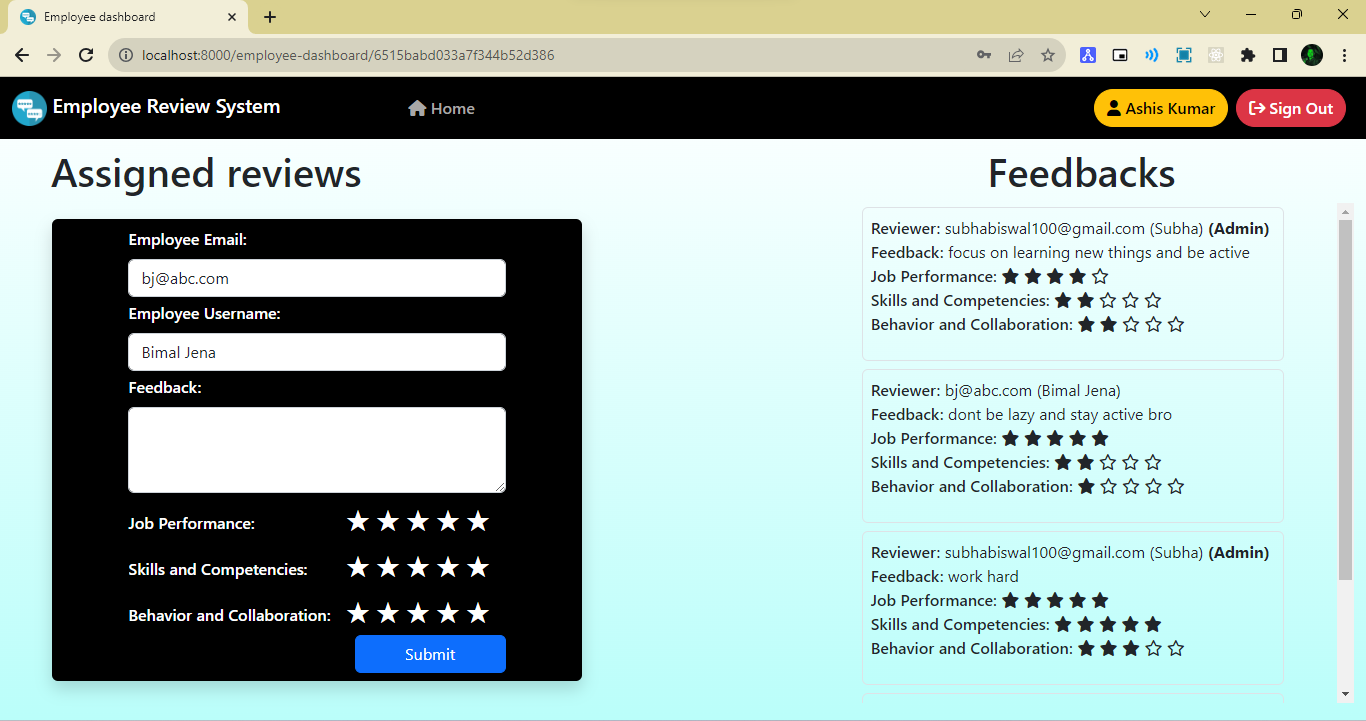 Employee dashboard
localhost:8000/employee-dashboard/6515babd033a7f344b52d386
Employee Review System
Home
Ashis Kumar
Sign Out
Assigned reviews
Employee Email:
bj@abc.com
Employee Username:
Bimal Jena
Feedback:
Job Performance:
Skills and Competencies:
Behavior and Collaboration:
Submit
Feedbacks
Reviewer: subhabiswal100@gmail.com (Subha) (Admin)
Feedback: focus on learning new things and be active
Job Performance: ★ ★ ★ ★ ☆
Skills and Competencies: ★ ★ ☆ ☆ ☆
Behavior and Collaboration: ★ ★ ☆ ☆ ☆
Reviewer: bj@abc.com (Bimal Jena)
Feedback: dont be lazy and stay active bro
Job Performance: ★ ★ ★ ★ ★
Skills and Competencies: ★ ★ ☆ ☆ ☆
Behavior and Collaboration: ★ ☆ ☆ ☆ ☆
Reviewer: subhabiswal100@gmail.com (Subha) (Admin)
Feedback: work hard
Job Performance: ★ ★ ★ ★ ★
Skills and Competencies: ★ ★ ★ ★ ★
Behavior and Collaboration: ★ ★ ★ ☆ ☆